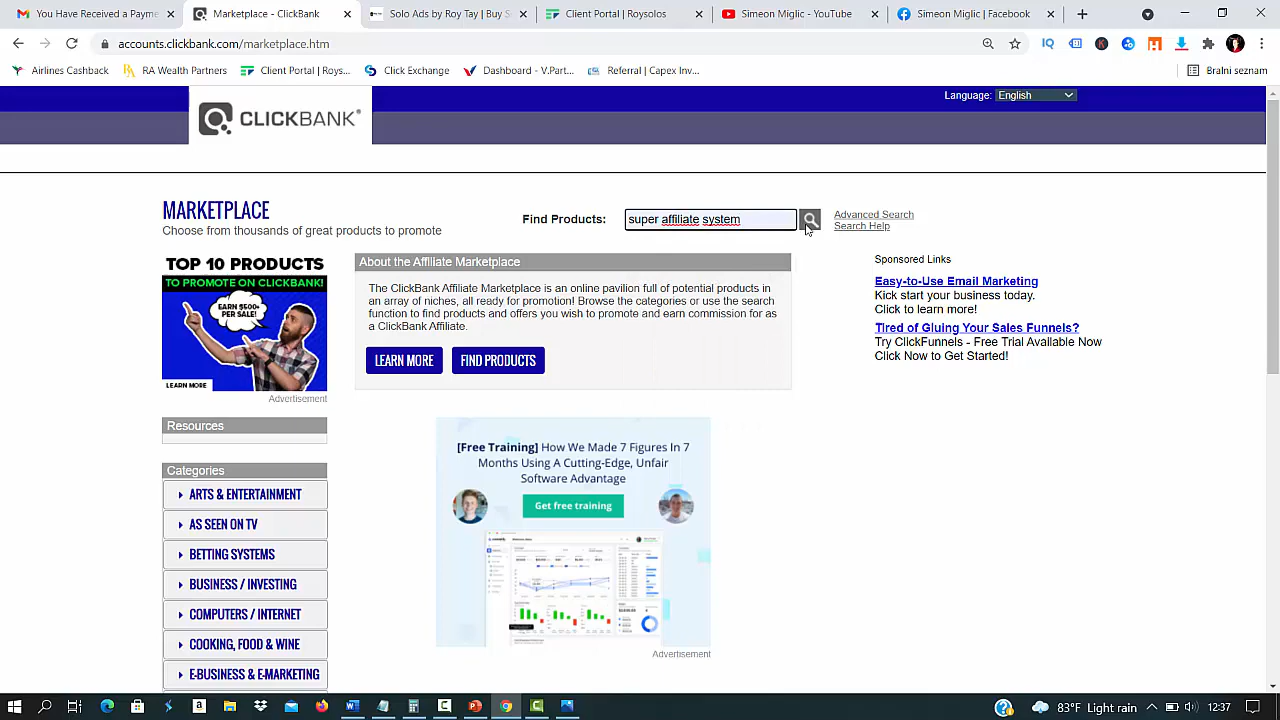 You Have Received a Payme
Marketplace - ClickBank
Solo Ads by Roy Tay | Buy S
Client Portal | Roysolos
Simeon Miglic - YouTube
Simeon Miglic | Facebook
accounts.clickbank.com/marketplace.htm
Airlines Cashback
RA Wealth Partners
Client Portal | Roys...
Click Exchange
Dashboard - V.Part...
Referral | Capex Inv...
Bralni seznam
Language: English
CLICKBANK®
MARKETPLACE
Choose from thousands of great products to promote
Find Products: super affiliate system
Advanced Search
Search Help
TOP 10 PRODUCTS
TO PROMOTE ON CLICKBANK!
EARN $500+
PER SALE!
LEARN MORE
Advertisement
About the Affiliate Marketplace
The ClickBank Affiliate Marketplace is an online pavilion full of potential products in
an array of niches, all ready for promotion! Browse the categories or use the search
function to find products and offers you wish to promote and earn commission for as
a ClickBank Affiliate.
LEARN MORE
FIND PRODUCTS
Sponsored Links
Easy-to-Use Email Marketing
Kick start your business today.
Click to learn more!
Tired of Gluing Your Sales Funnels?
Try ClickFunnels - Free Trial Available Now
Click Now to Get Started!
Resources
Categories
ARTS & ENTERTAINMENT
AS SEEN ON TV
BETTING SYSTEMS
BUSINESS / INVESTING
COMPUTERS / INTERNET
COOKING, FOOD & WINE
E-BUSINESS & E-MARKETING
[Free Training] How We Made 7 Figures In 7
Months Using A Cutting-Edge, Unfair
Software Advantage
Get free training
Advertisement
83°F Light rain
12:37